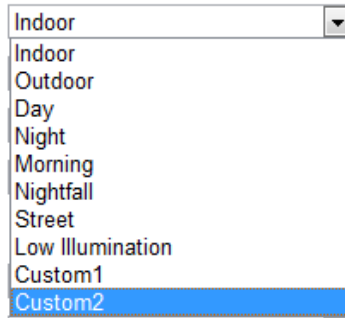 Indoor
Indoor
Outdoor
Day
Night
Morning
Nightfall
Street
Low Illumination
Custom1
Custom2